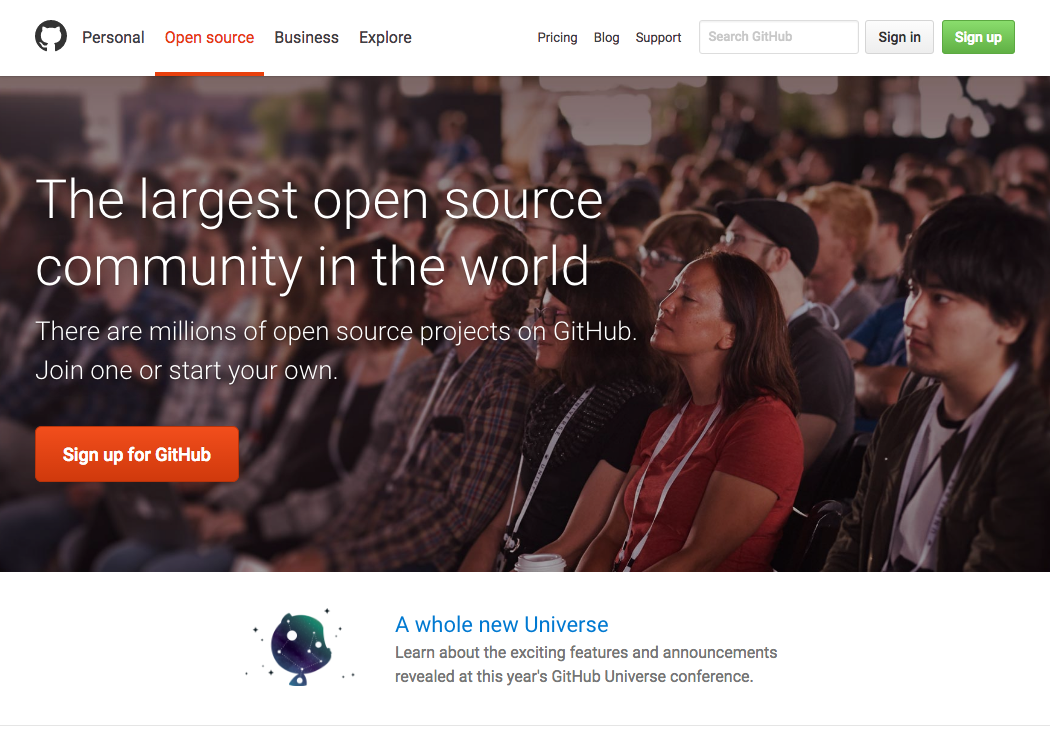 Personal Open source Business Explore Pricing Blog Support Search GitHub Sign in Sign up
The largest open source
community in the world
There are millions of open source projects on GitHub.
Join one or start your own.
Sign up for GitHub
A whole new Universe
Learn about the exciting features and announcements
revealed at this year's GitHub Universe conference.